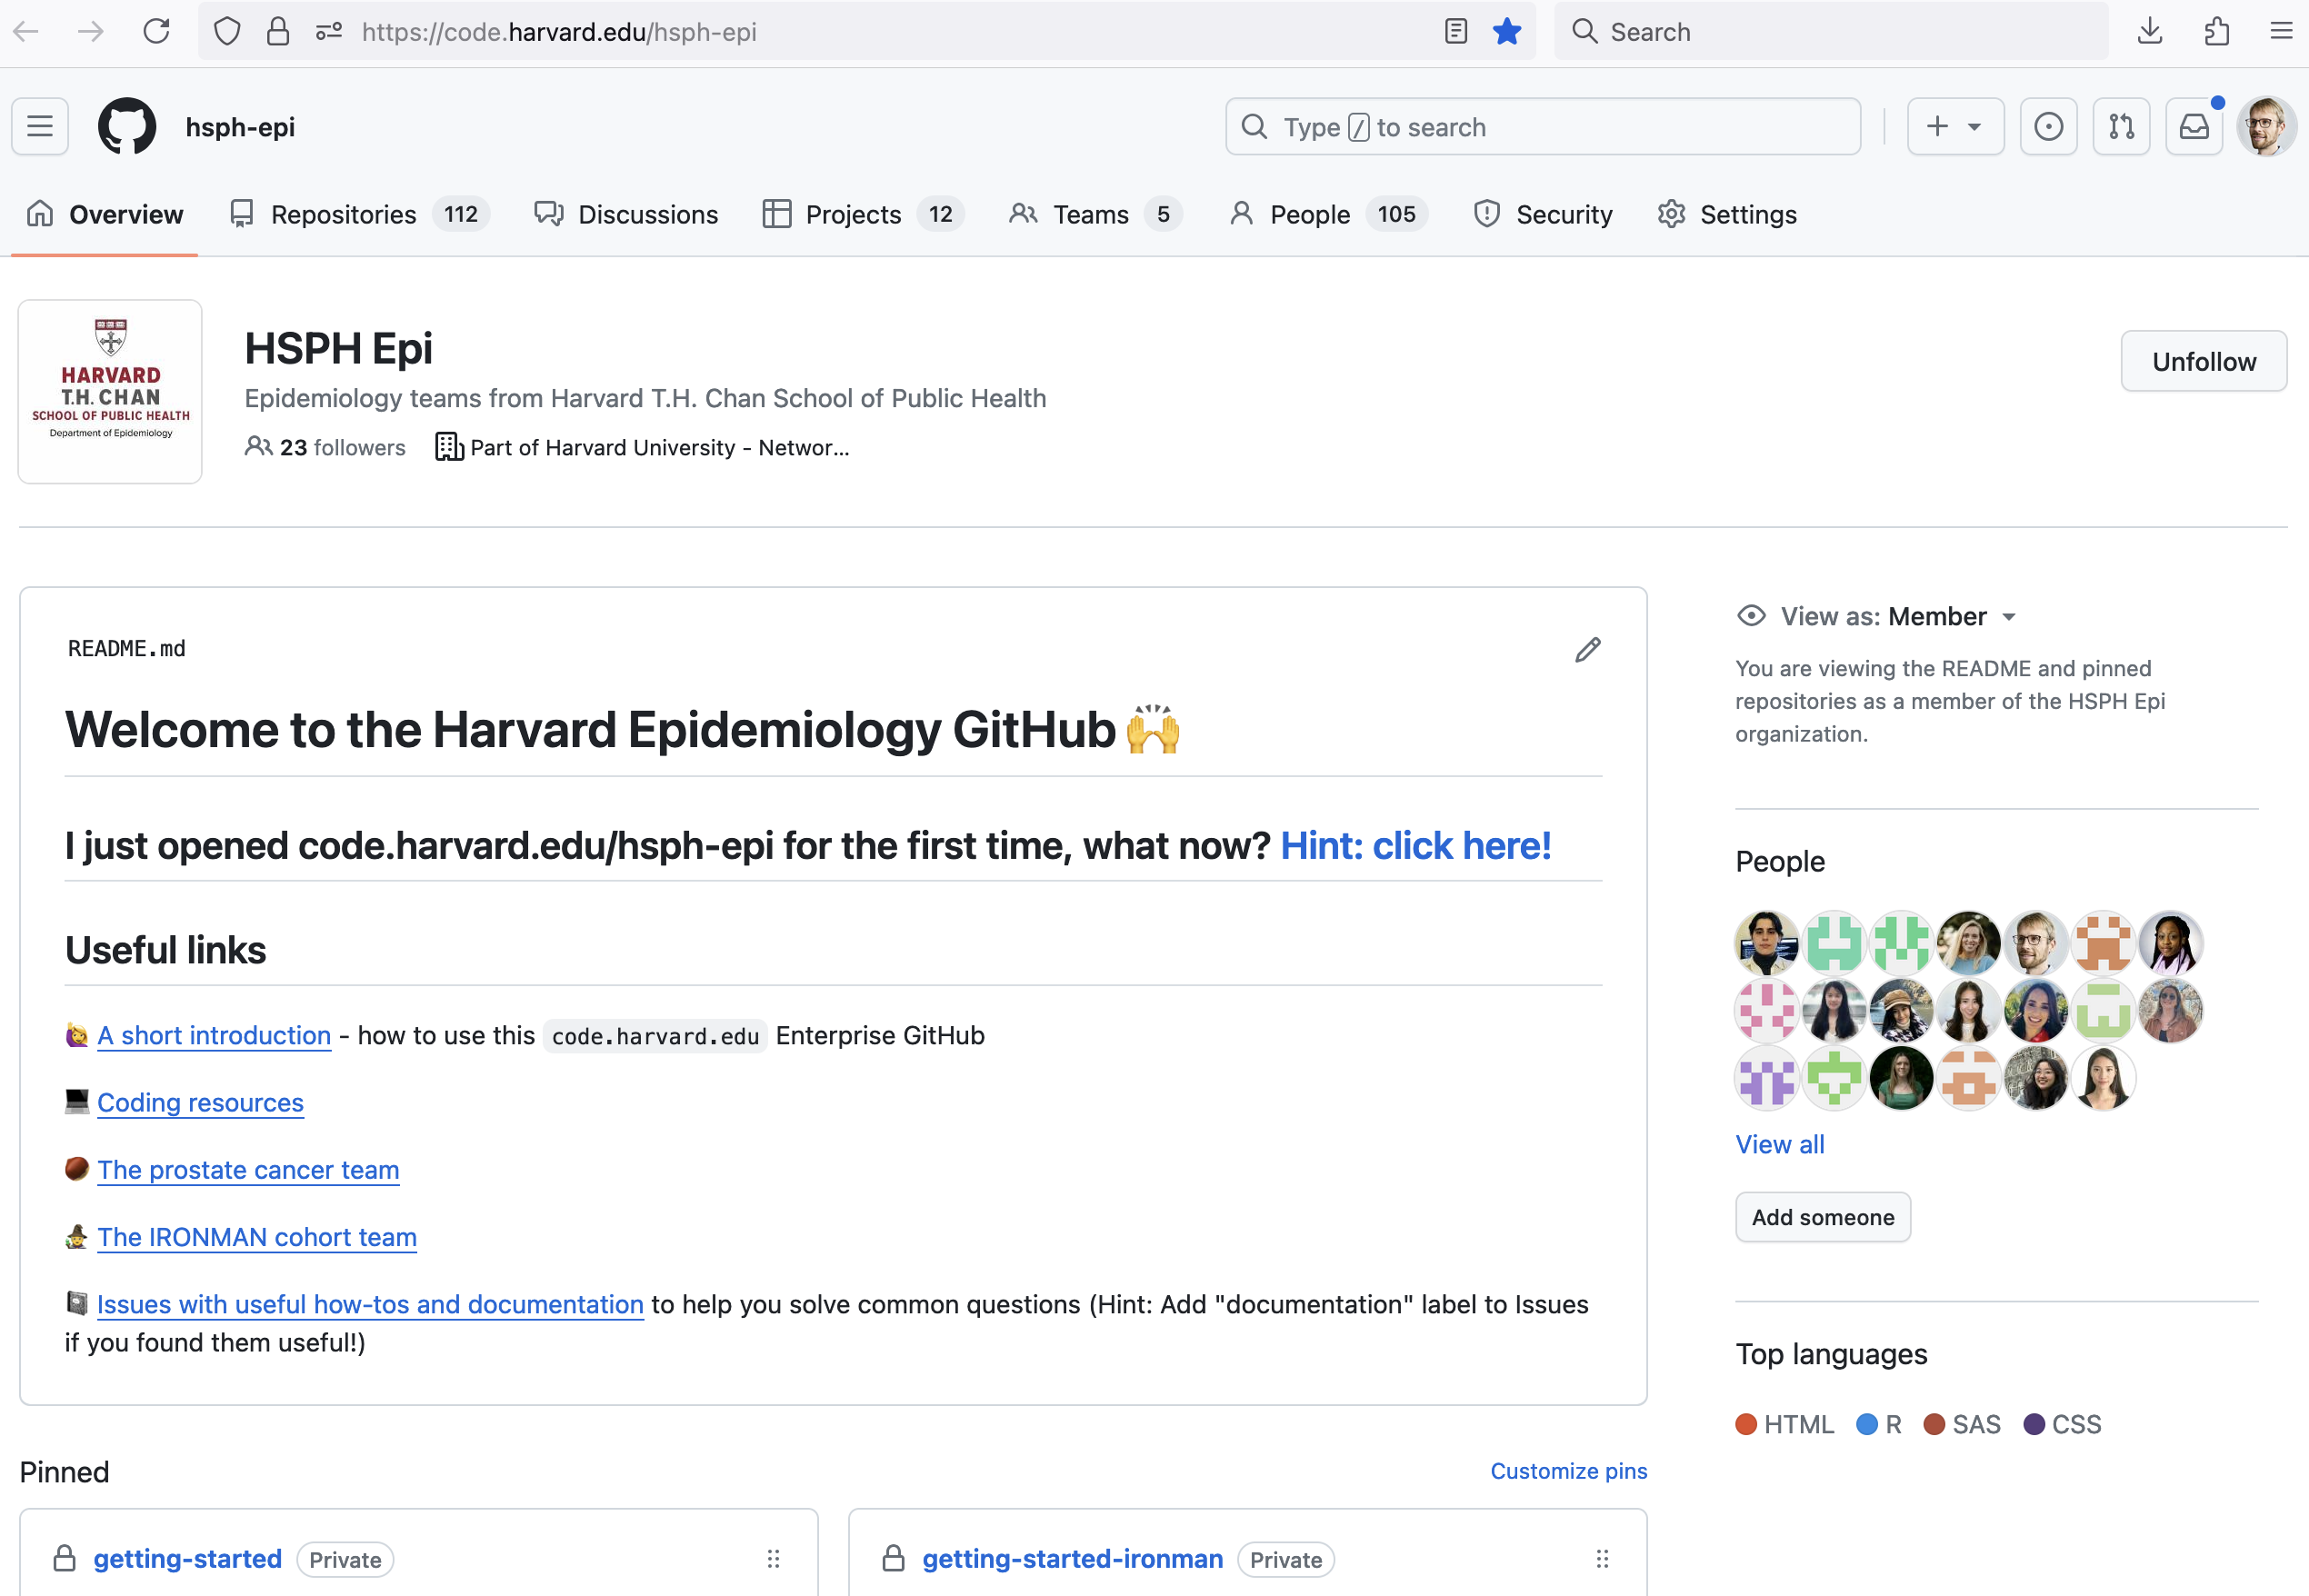 https://code.harvard.edu/hsph-epi
Search
hsph-epi
Type / to search
Overview
Repositories 112
Discussions
Projects 12
Teams 5
People 105
Security
Settings
HARVARD
T.H. CHAN
SCHOOL OF PUBLIC HEALTH
Department of Epidemiology
HSPH Epi
Epidemiology teams from Harvard T.H. Chan School of Public Health
23 followers
Part of Harvard University - Networ...
Unfollow
README.md
Welcome to the Harvard Epidemiology GitHub 🙌
I just opened code.harvard.edu/hsph-epi for the first time, what now? Hint: click here!
Useful links
🙋 A short introduction - how to use this code.harvard.edu Enterprise GitHub
💻 Coding resources
🌰 The prostate cancer team
The IRONMAN cohort team
📓 Issues with useful how-tos and documentation to help you solve common questions (Hint: Add "documentation" label to Issues
if you found them useful!)
View as: Member
You are viewing the README and pinned
repositories as a member of the HSPH Epi
organization.
People
View all
Add someone
Top languages
HTML R SAS CSS
Pinned
Customize pins
getting-started Private
getting-started-ironman Private